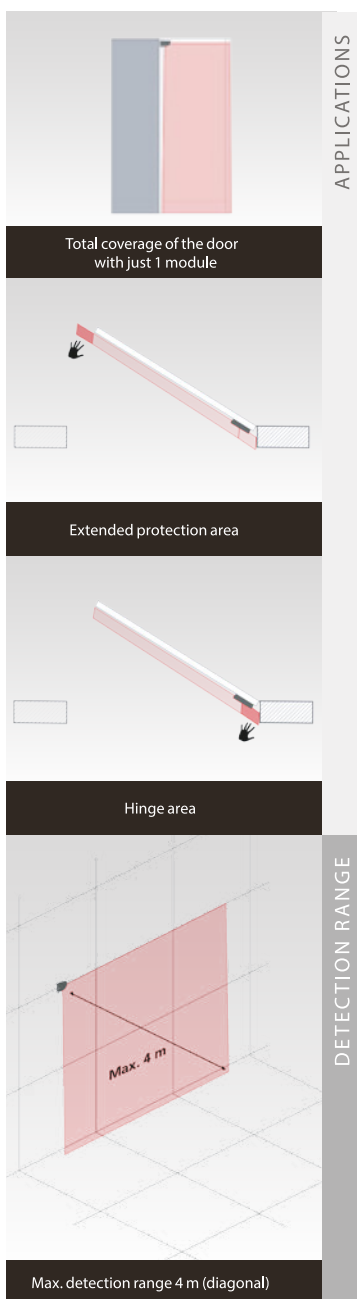 APPLICATIONS
Total coverage of the door
with just 1 module
Extended protection area
Hinge area
DETECTION RANGE
Max. 4 m
Max. detection range 4 m (diagonal)